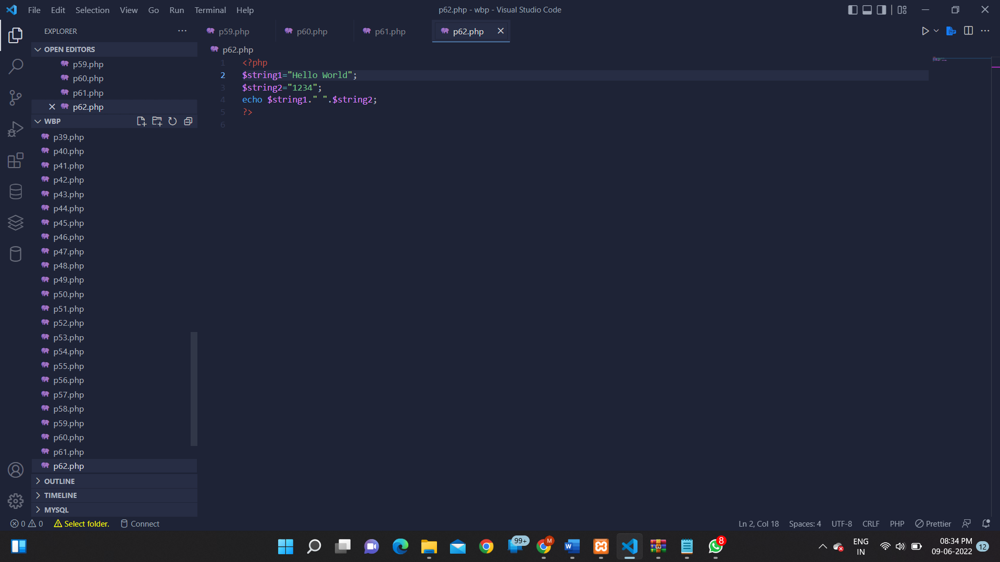 File Edit Selection View Go Run Terminal Help
p62.php - wbp - Visual Studio Code
EXPLORER
p59.php p60.php p61.php p62.php
OPEN EDITORS
p59.php
p60.php
p61.php
p62.php
WBP
p39.php
p40.php
p41.php
p42.php
p43.php
p44.php
p45.php
p46.php
p47.php
p48.php
p49.php
p50.php
p51.php
p52.php
p53.php
p54.php
p55.php
p56.php
p57.php
p58.php
p59.php
p60.php
p61.php
p62.php
OUTLINE
TIMELINE
MYSQL
p62.php
1 <?php
2 $string1="Hello World";
3 $string2="1234";
4 echo $string1." ".$string2;
5 ?>
6
0 0 Select folder. Connect
Ln 2, Col 18 Spaces: 4 UTF-8 CRLF PHP Prettier
99+ M W 8
ENG
IN
08:34 PM
09-06-2022
12